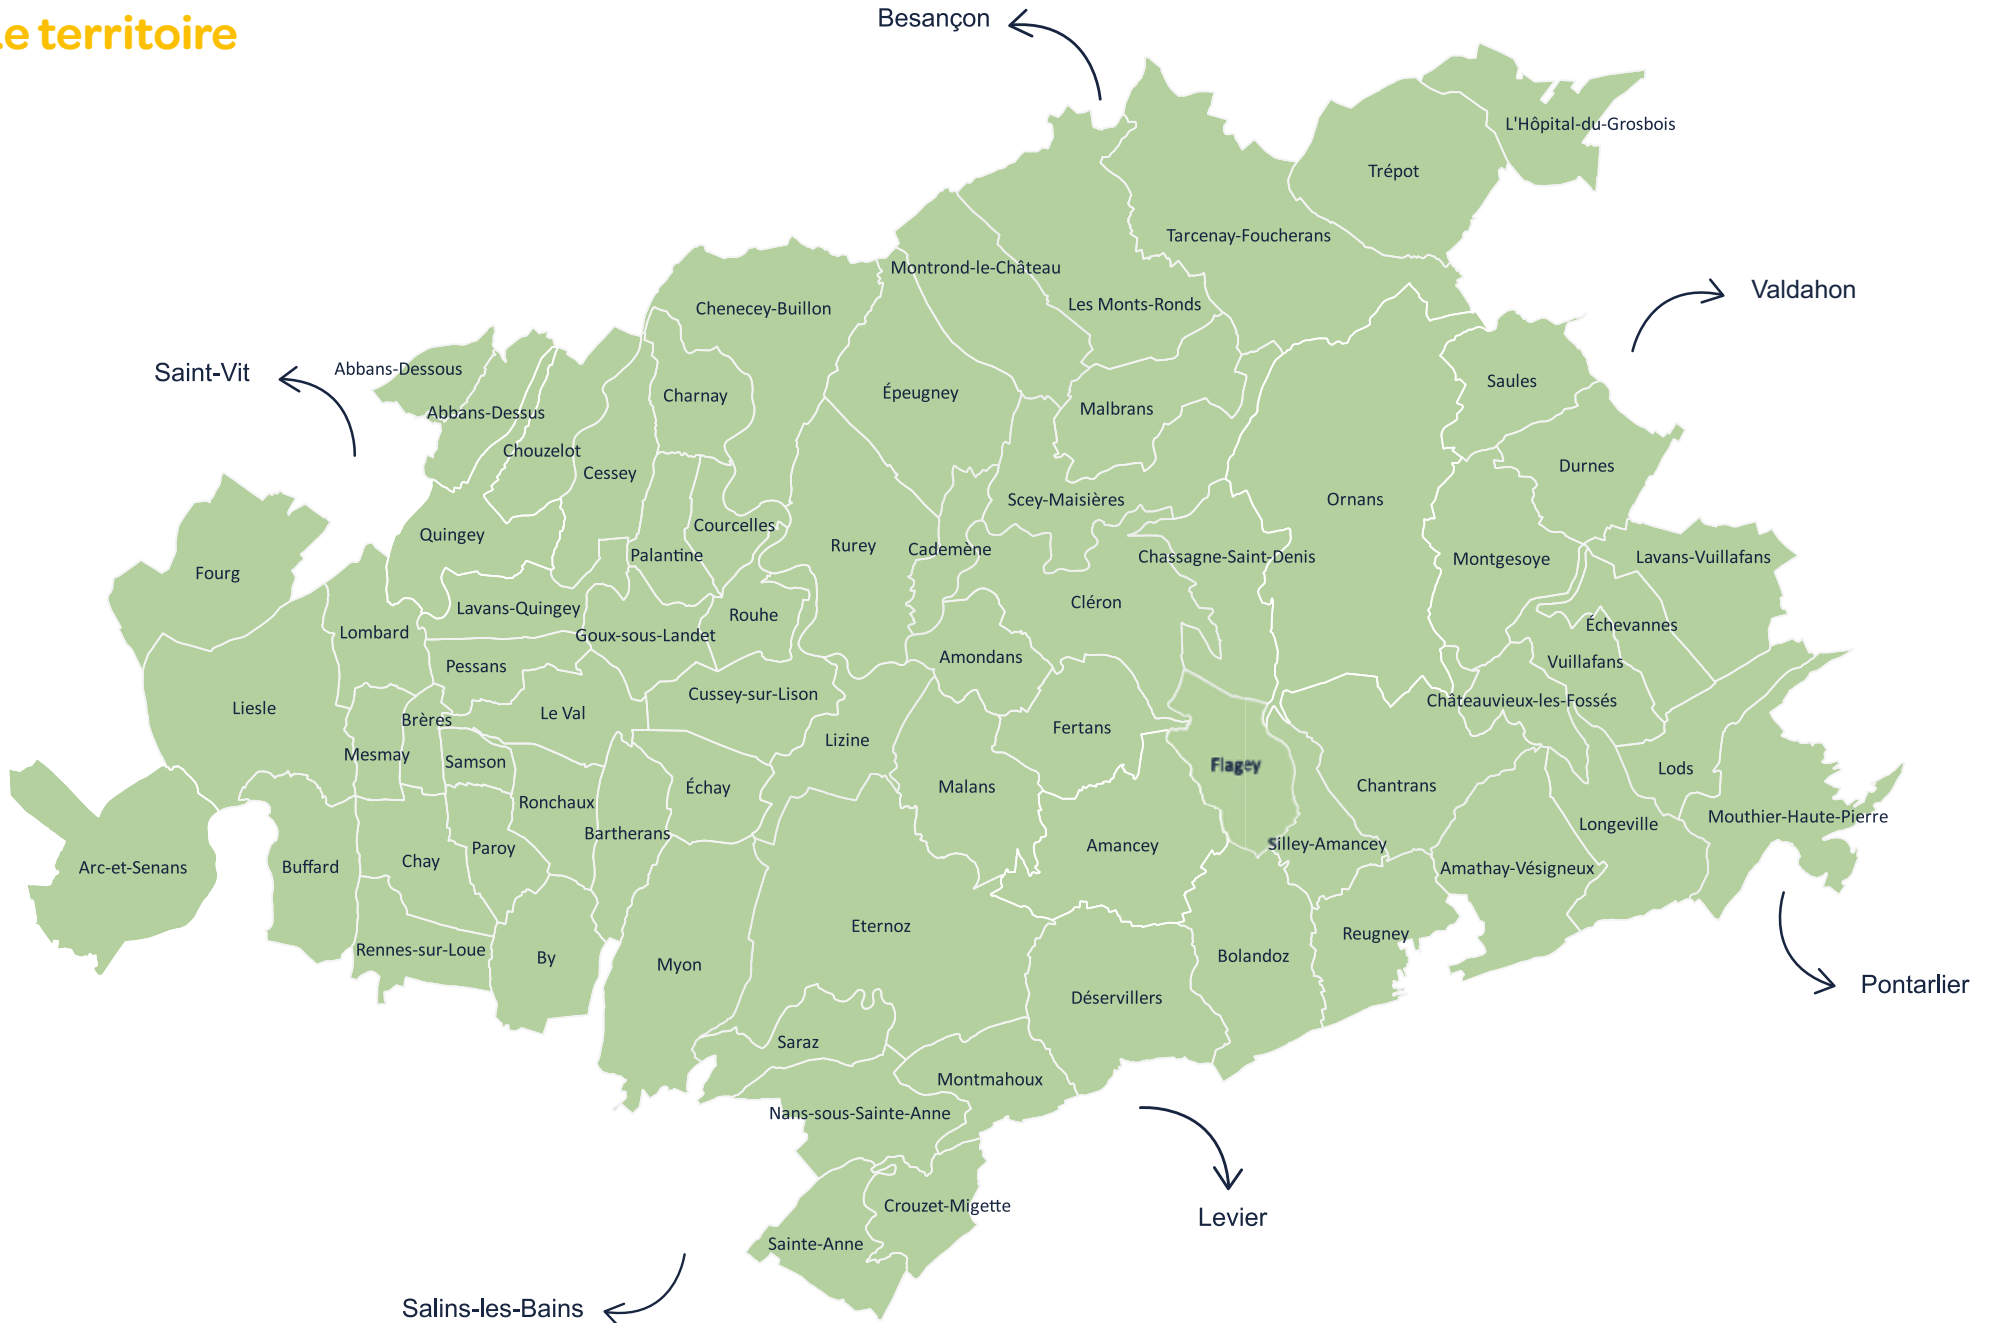 Le territoire
Besançon
L'Hôpital-du-Grosbois
Trépot
Tarcenay-Foucherans
Montrond-le-Château
Valdahon
Les Monts-Ronds
Chenecey-Buillon
Saint-Vit
Abbans-Dessous
Saules
Épeugney
Charnay
Malbrans
Abbans-Dessus
Chouzelot
Durnes
Cessey
Scey-Maisières
Ornans
Courcelles
Quingey
Rurey
Cademène
Palantine
Chassagne-Saint-Denis
Montgesoye
Lavans-Vuillafans
Fourg
Cléron
Lavans-Quingey
Rouhe
Échevannes
Lombard
Goux-sous-Landet
Amondans
Vuillafans
Pessans
Cussey-sur-Lison
Châteauvieux-les-Fossés
Liesle
Le Val
Brères
Fertans
Lizine
Mesmay
Samson
Flagey
Lods
Échay
Malans
Chantrans
Ronchaux
Mouthier-Haute-Pierre
Longeville
Bartherans
Silley-Amancey
Amancey
Paroy
Chay
Arc-et-Senans
Buffard
Amathay-Vésigneux
Eternoz
Reugney
Rennes-sur-Loue
By
Bolandoz
Myon
Pontarlier
Déservillers
Saraz
Montmahoux
Nans-sous-Sainte-Anne
Crouzet-Migette
Levier
Sainte-Anne
Salins-les-Bains